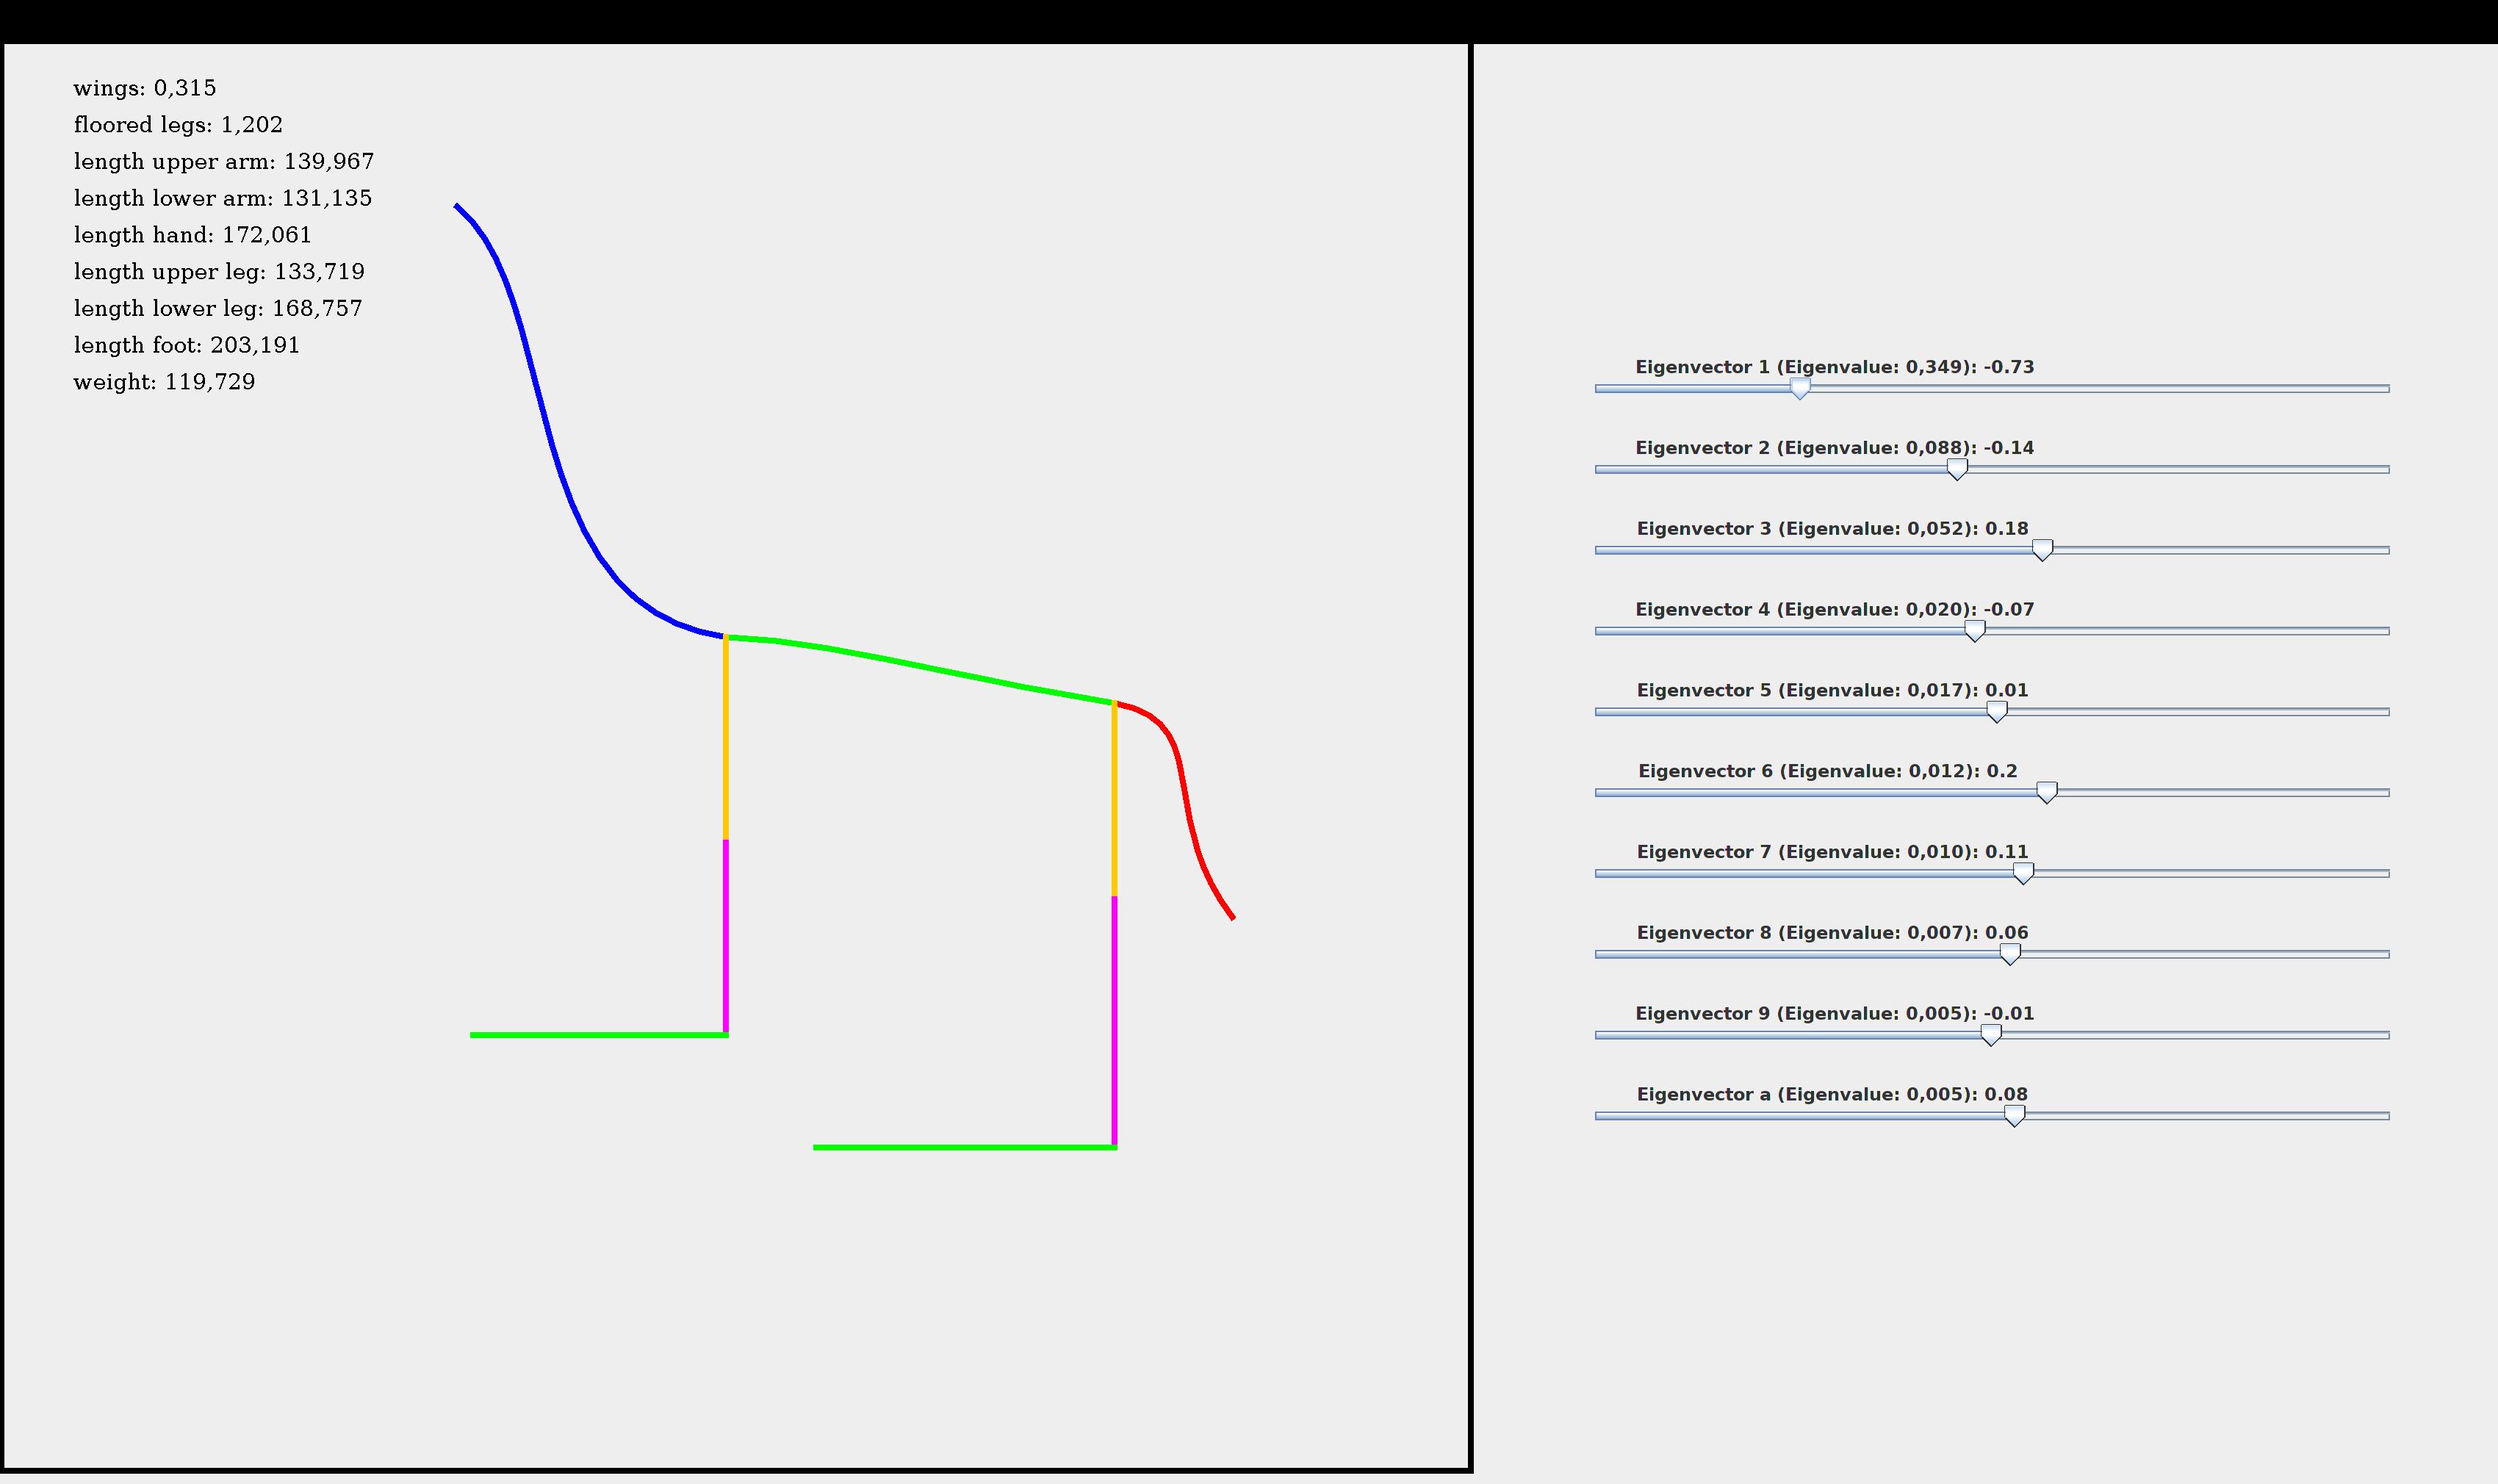 wings: 0,315
floored legs: 1,202
length upper arm: 139,967
length lower arm: 131,135
length hand: 172,061
length upper leg: 133,719
length lower leg: 168,757
length foot: 203,191
weight: 119,729
Eigenvector 1 (Eigenvalue: 0,349): -0.73
Eigenvector 2 (Eigenvalue: 0,088): -0.14
Eigenvector 3 (Eigenvalue: 0,052): 0.18
Eigenvector 4 (Eigenvalue: 0,020): -0.07
Eigenvector 5 (Eigenvalue: 0,017): 0.01
Eigenvector 6 (Eigenvalue: 0,012): 0.2
Eigenvector 7 (Eigenvalue: 0,010): 0.11
Eigenvector 8 (Eigenvalue: 0,007): 0.06
Eigenvector 9 (Eigenvalue: 0,005): -0.01
Eigenvector a (Eigenvalue: 0,005): 0.08